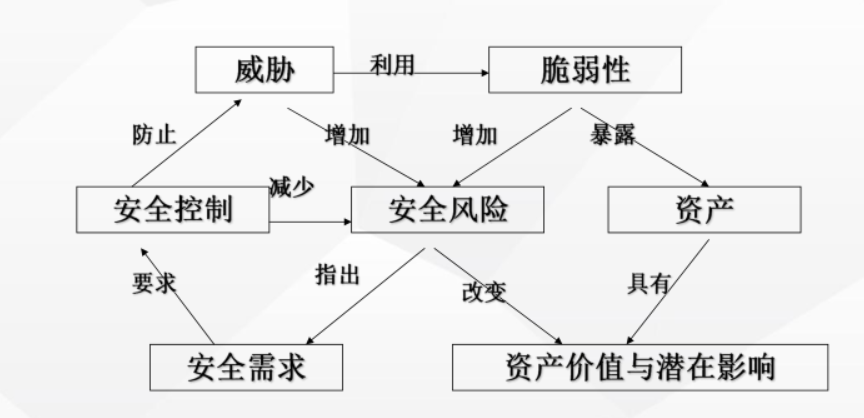 威胁
利用
脆弱性
防止
增加
增加
暴露
减少
安全控制
安全风险
资产
要求
指出
改变
具有
安全需求
资产价值与潜在影响